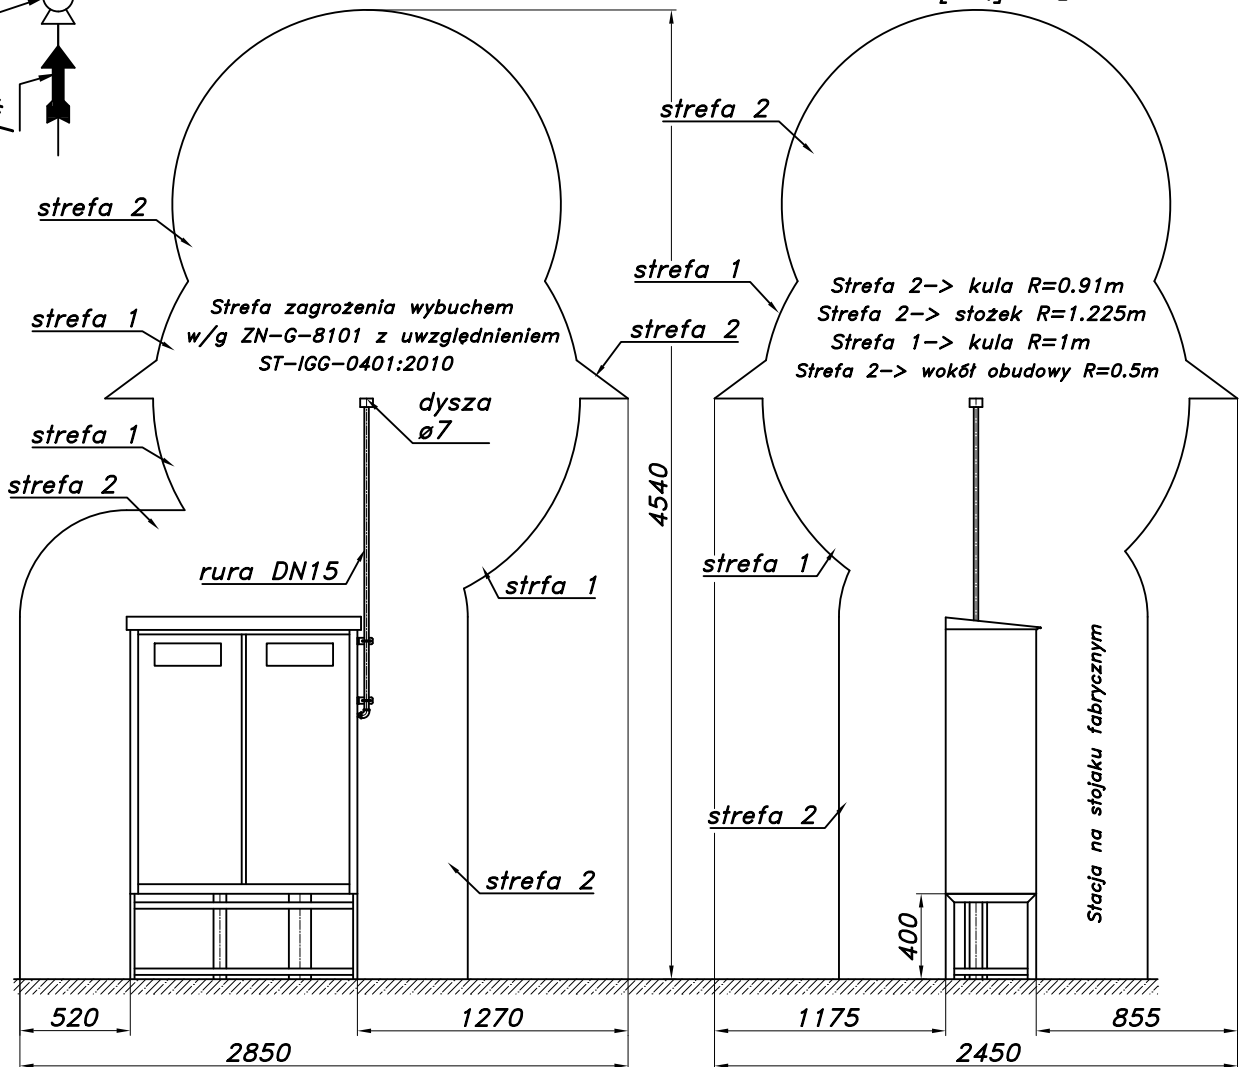 strefa 2
strefa 2
strefa 1
Strefa zagrożenia wybuchem
w/g ZN-G-8101 z uwzględnieniem
ST-IGG-0401:2010
strefa 1
strefa 2
Strefa 2-> kula R=0.91m
Strefa 2-> stożek R=1.225m
Strefa 1-> kula R=1m
Strefa 2-> wokół obudowy R=0.5m
dysza
ø7
strefa 1
strefa 2
4540
rura DN15
strfa 1
strefa 1
Stacja na stojaku fabrycznym
strefa 2
strefa 2
400
520
1270
1175
855
2850
2450